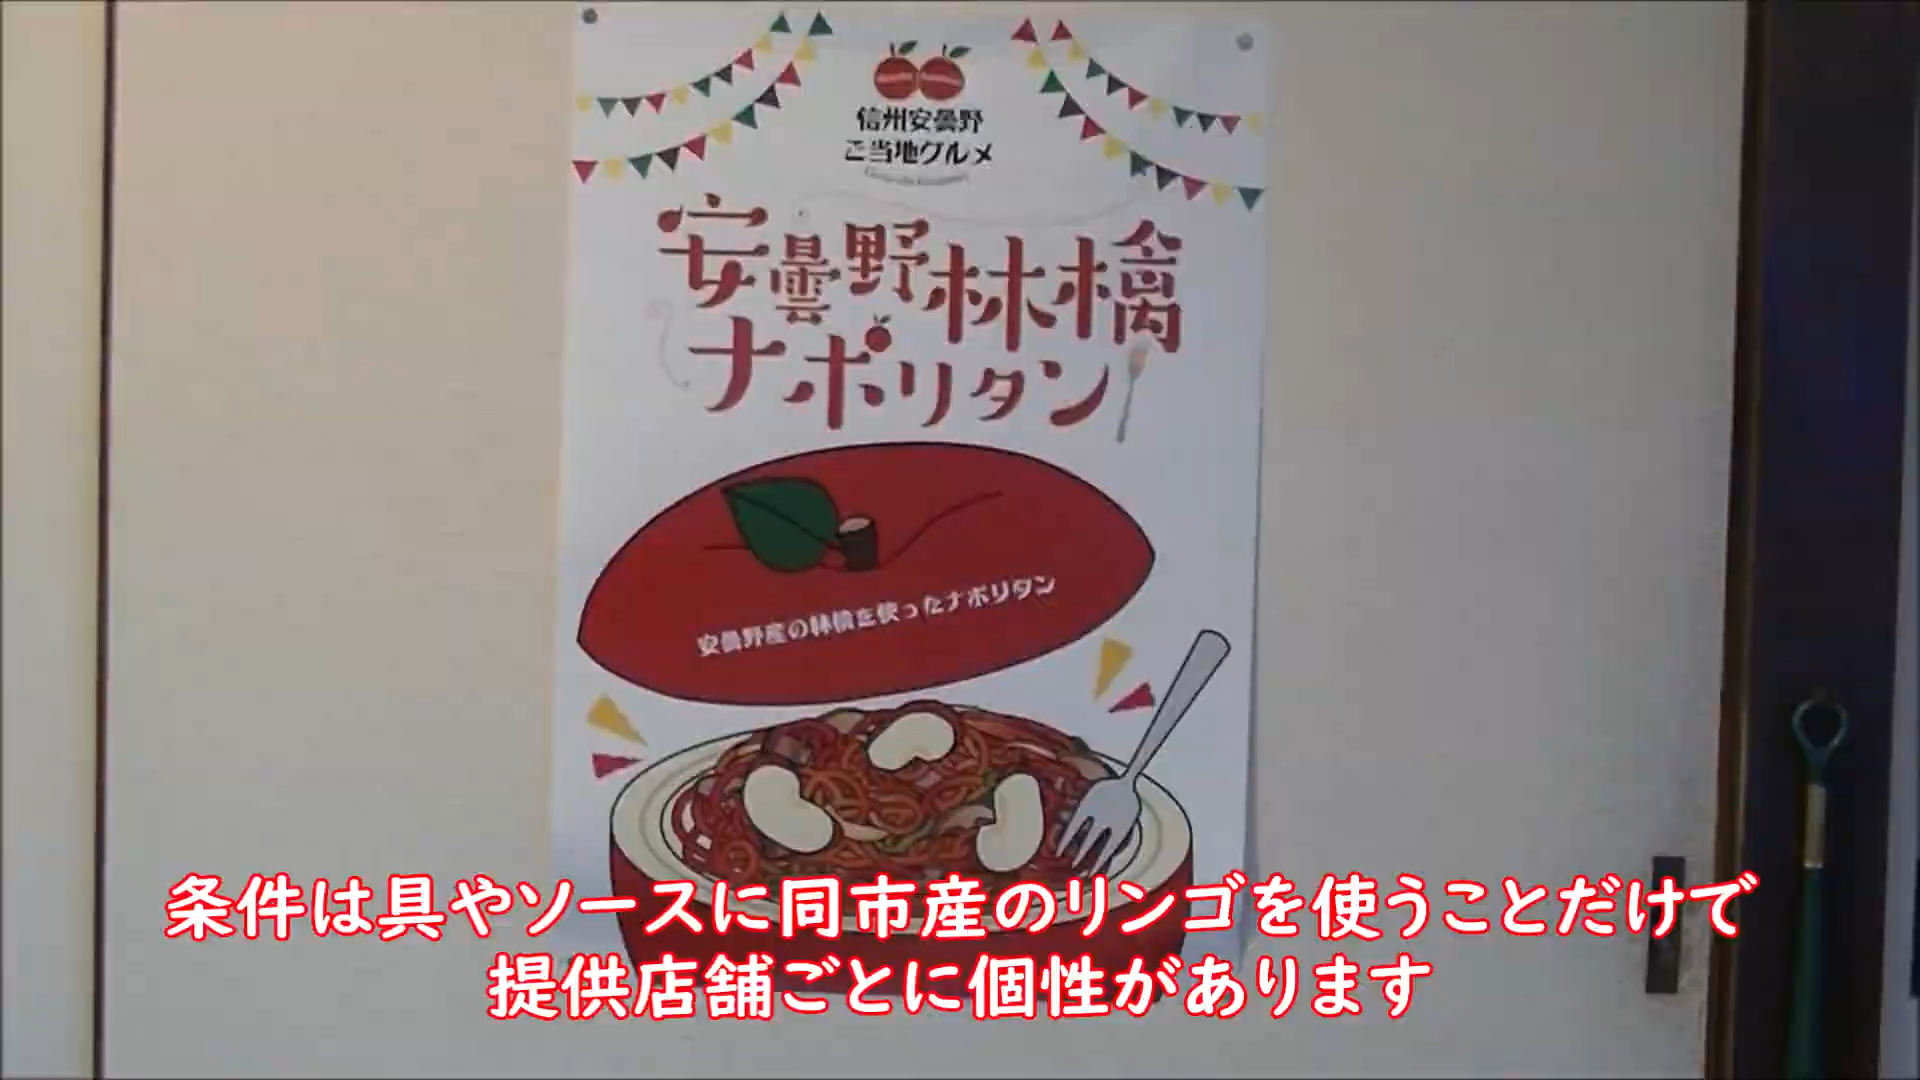 信州安曇野
ご当地グルメ
安曇野林檎
ナポリタン
安曇野産の林檎を使ったナポリタン
条件は具やソースに同市産のリンゴを使うことだけで
提供店舗ごとに個性があります